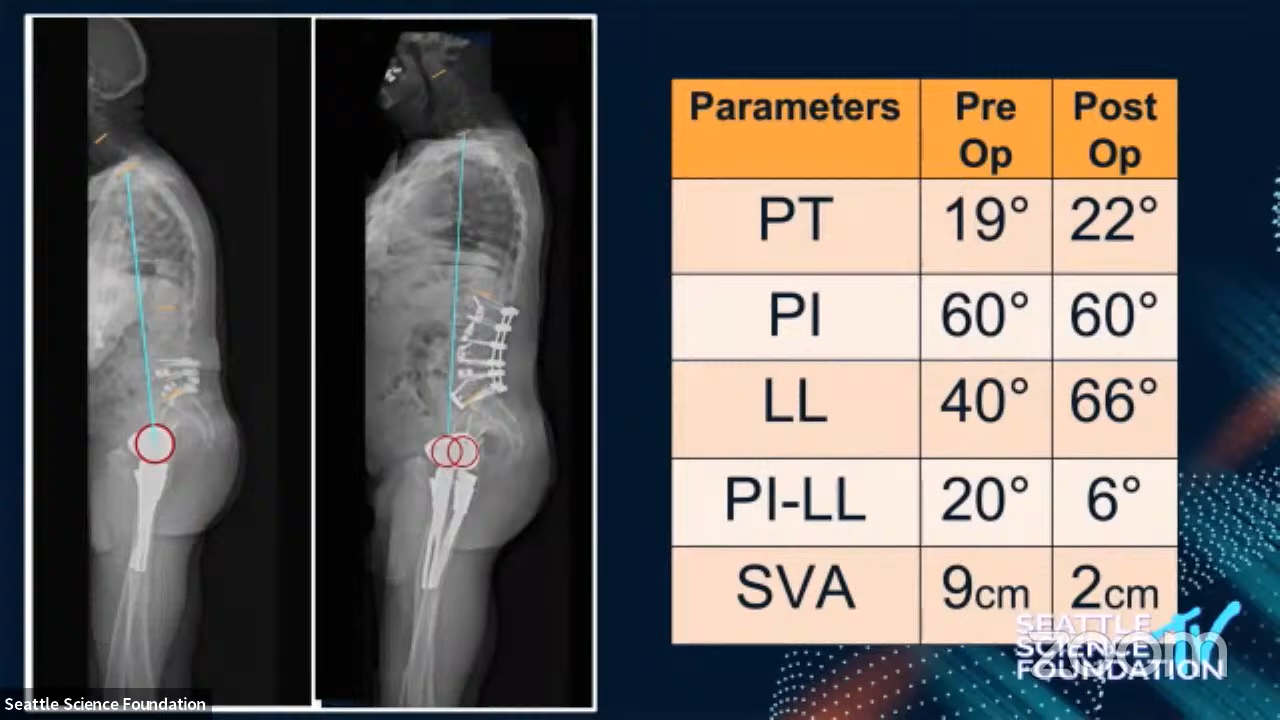 Parameters Pre Op Post Op
PT 19° 22°
PI 60° 60°
LL 40° 66°
PI-LL 20° 6°
SVA 9cm 2cm
SEATTLE
SCIENCE TV
FOUNDATION
zoom
Seattle Science Foundation